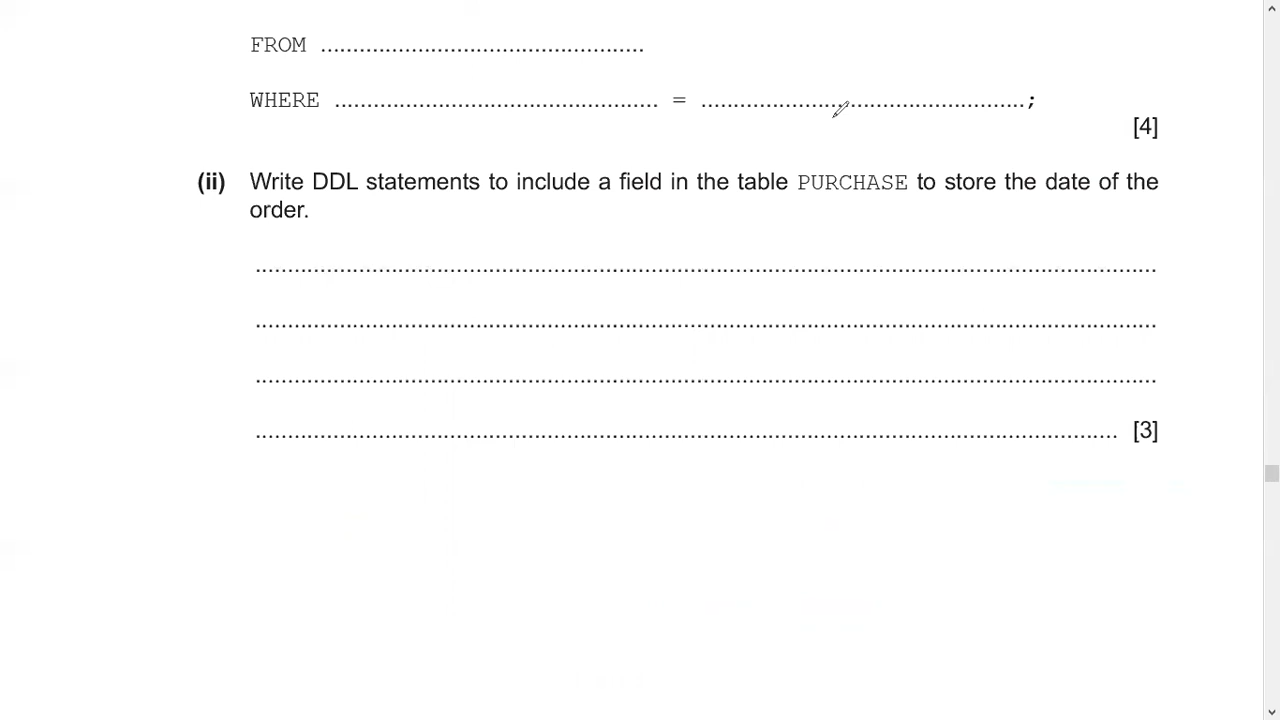 FROM ..................................................
WHERE .................................................. = ..................................................;
[4]
(ii) Write DDL statements to include a field in the table PURCHASE to store the date of the
order.
..........................................................................................................................................
..........................................................................................................................................
..........................................................................................................................................
.................................................................................................................................... [3]